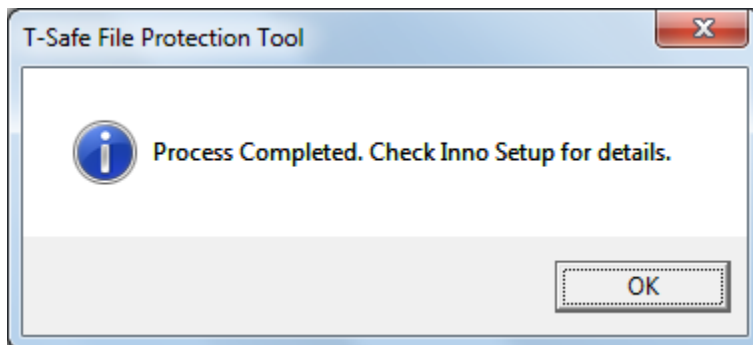 T-Safe File Protection Tool
Process Completed. Check Inno Setup for details.
OK